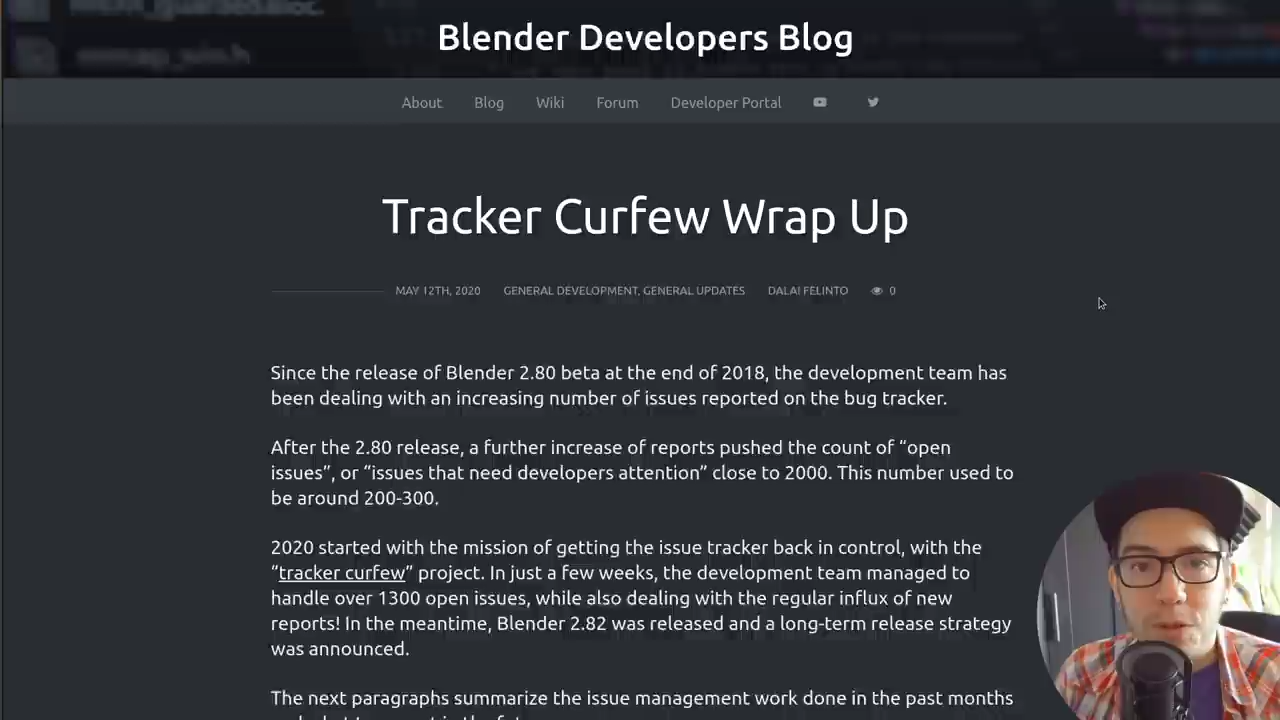 Blender Developers Blog
About Blog Wiki Forum Developer Portal
Tracker Curfew Wrap Up
MAY 12TH, 2020 GENERAL DEVELOPMENT, GENERAL UPDATES DALAI FELINTO 0
Since the release of Blender 2.80 beta at the end of 2018, the development team has
been dealing with an increasing number of issues reported on the bug tracker.
After the 2.80 release, a further increase of reports pushed the count of “open
issues”, or “issues that need developers attention” close to 2000. This number used to
be around 200-300.
2020 started with the mission of getting the issue tracker back in control, with the
“tracker curfew” project. In just a few weeks, the development team managed to
handle over 1300 open issues, while also dealing with the regular influx of new
reports! In the meantime, Blender 2.82 was released and a long-term release strategy
was announced.
The next paragraphs summarize the issue management work done in the past months